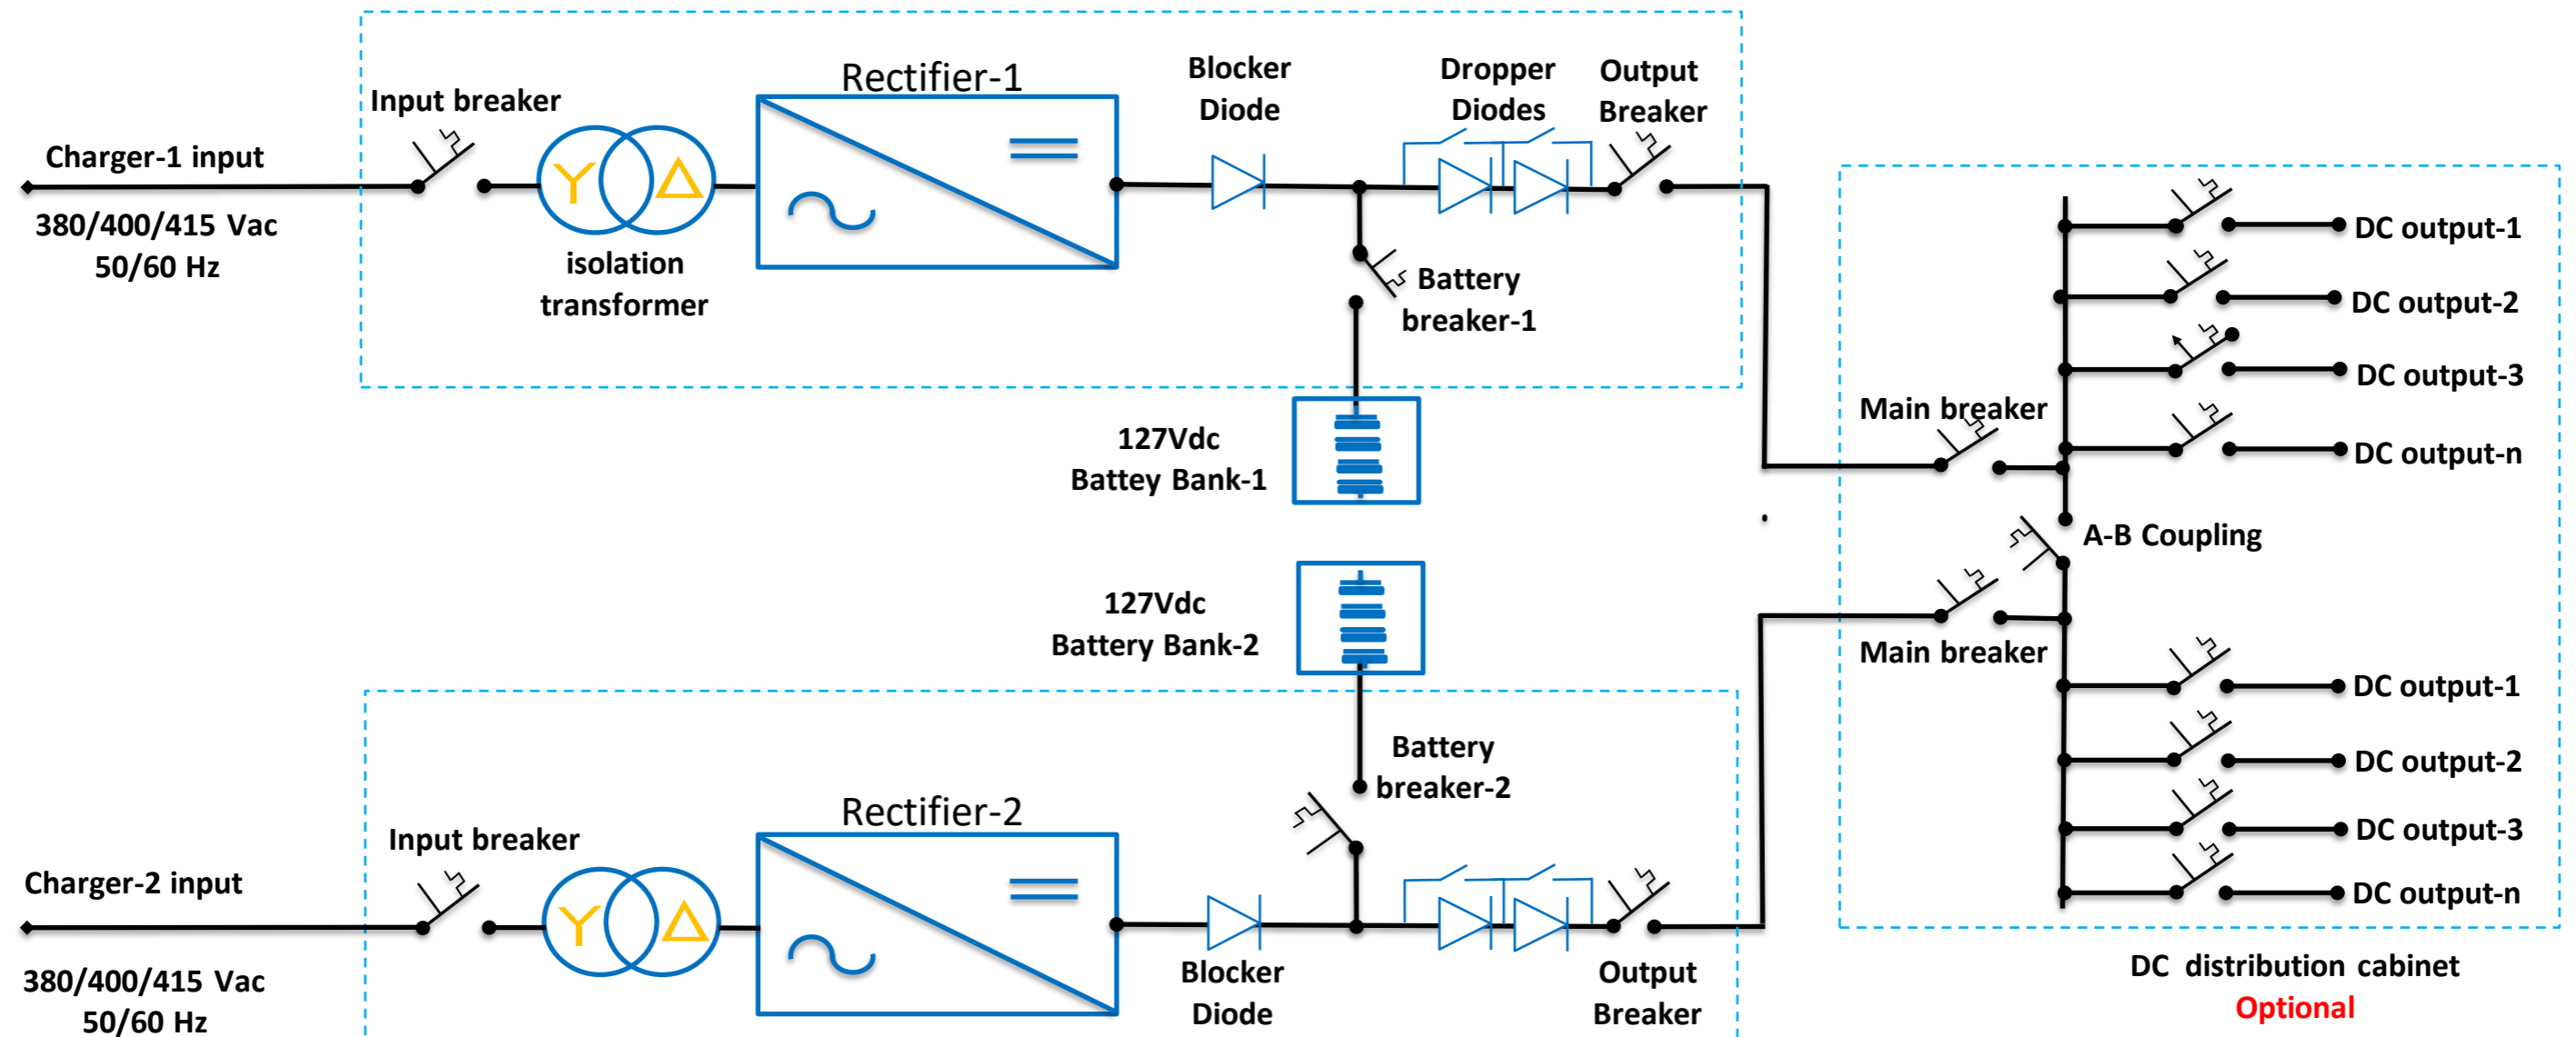 Rectifier-1
Blocker
Diode
Dropper
Diodes
Output
Breaker
Input breaker
Charger-1 input
380/400/415 Vac
50/60 Hz
isolation
transformer
Battery
breaker-1
127Vdc
Battey Bank-1
127Vdc
Battery Bank-2
Battery
breaker-2
Rectifier-2
Input breaker
Charger-2 input
380/400/415 Vac
50/60 Hz
Blocker
Diode
Output
Breaker
DC output-1
DC output-2
DC output-3
DC output-n
Main breaker
A-B Coupling
Main breaker
DC output-1
DC output-2
DC output-3
DC output-n
DC distribution cabinet
Optional